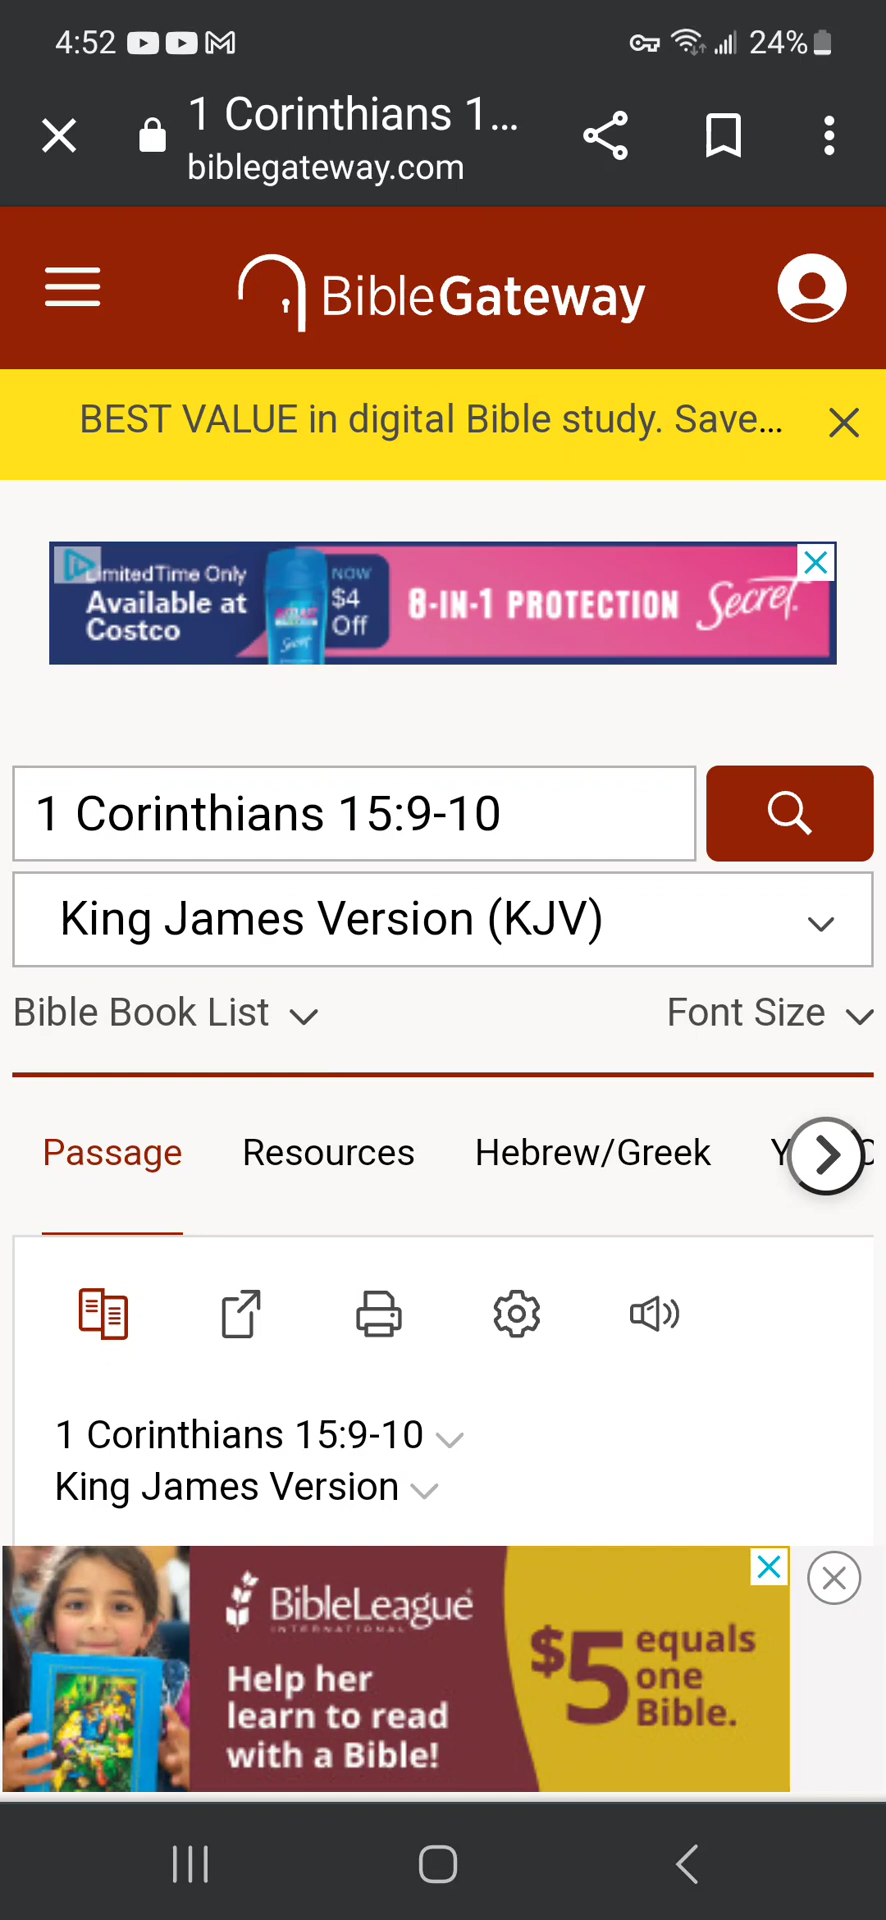 4:52
24%
1 Corinthians 1...
biblegateway.com
BibleGateway
BEST VALUE in digital Bible study. Save...
Limited Time Only
Available at
Costco
NOW
$4
Off
8-IN-1 PROTECTION
Secret.
Secret
1 Corinthians 15:9-10
King James Version (KJV)
Bible Book List
Font Size
Passage
Resources
Hebrew/Greek
1 Corinthians 15:9-10
King James Version
BibleLeague
INTERNATIONAL
Help her
learn to read
with a Bible!
$5
equals
one
Bible.